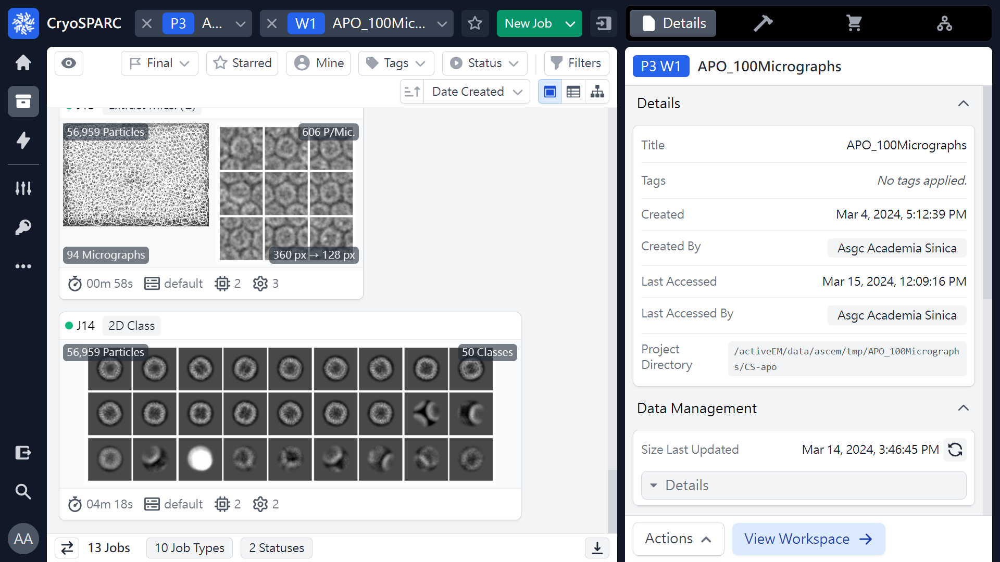 CryoSPARC
P3 A...
W1 APO_100Mic...
New Job
Details
Final
Starred
Mine
Tags
Status
Filters
Date Created
56,959 Particles
606 P/Mic.
94 Micrographs
360 px → 128 px
00m 58s default 2 3
J14 2D Class
56,959 Particles
50 Classes
04m 18s default 2 2
13 Jobs
10 Job Types
2 Statuses
AA
P3 W1 APO_100Micrographs
Details
Title APO_100Micrographs
Tags No tags applied.
Created Mar 4, 2024, 5:12:39 PM
Created By Asgc Academia Sinica
Last Accessed Mar 15, 2024, 12:09:16 PM
Last Accessed By Asgc Academia Sinica
Project Directory
/activeEM/data/ascem/tmp/APO_100Micrograph
s/CS-apo
Data Management
Size Last Updated Mar 14, 2024, 3:46:45 PM
Details
Actions
View Workspace →